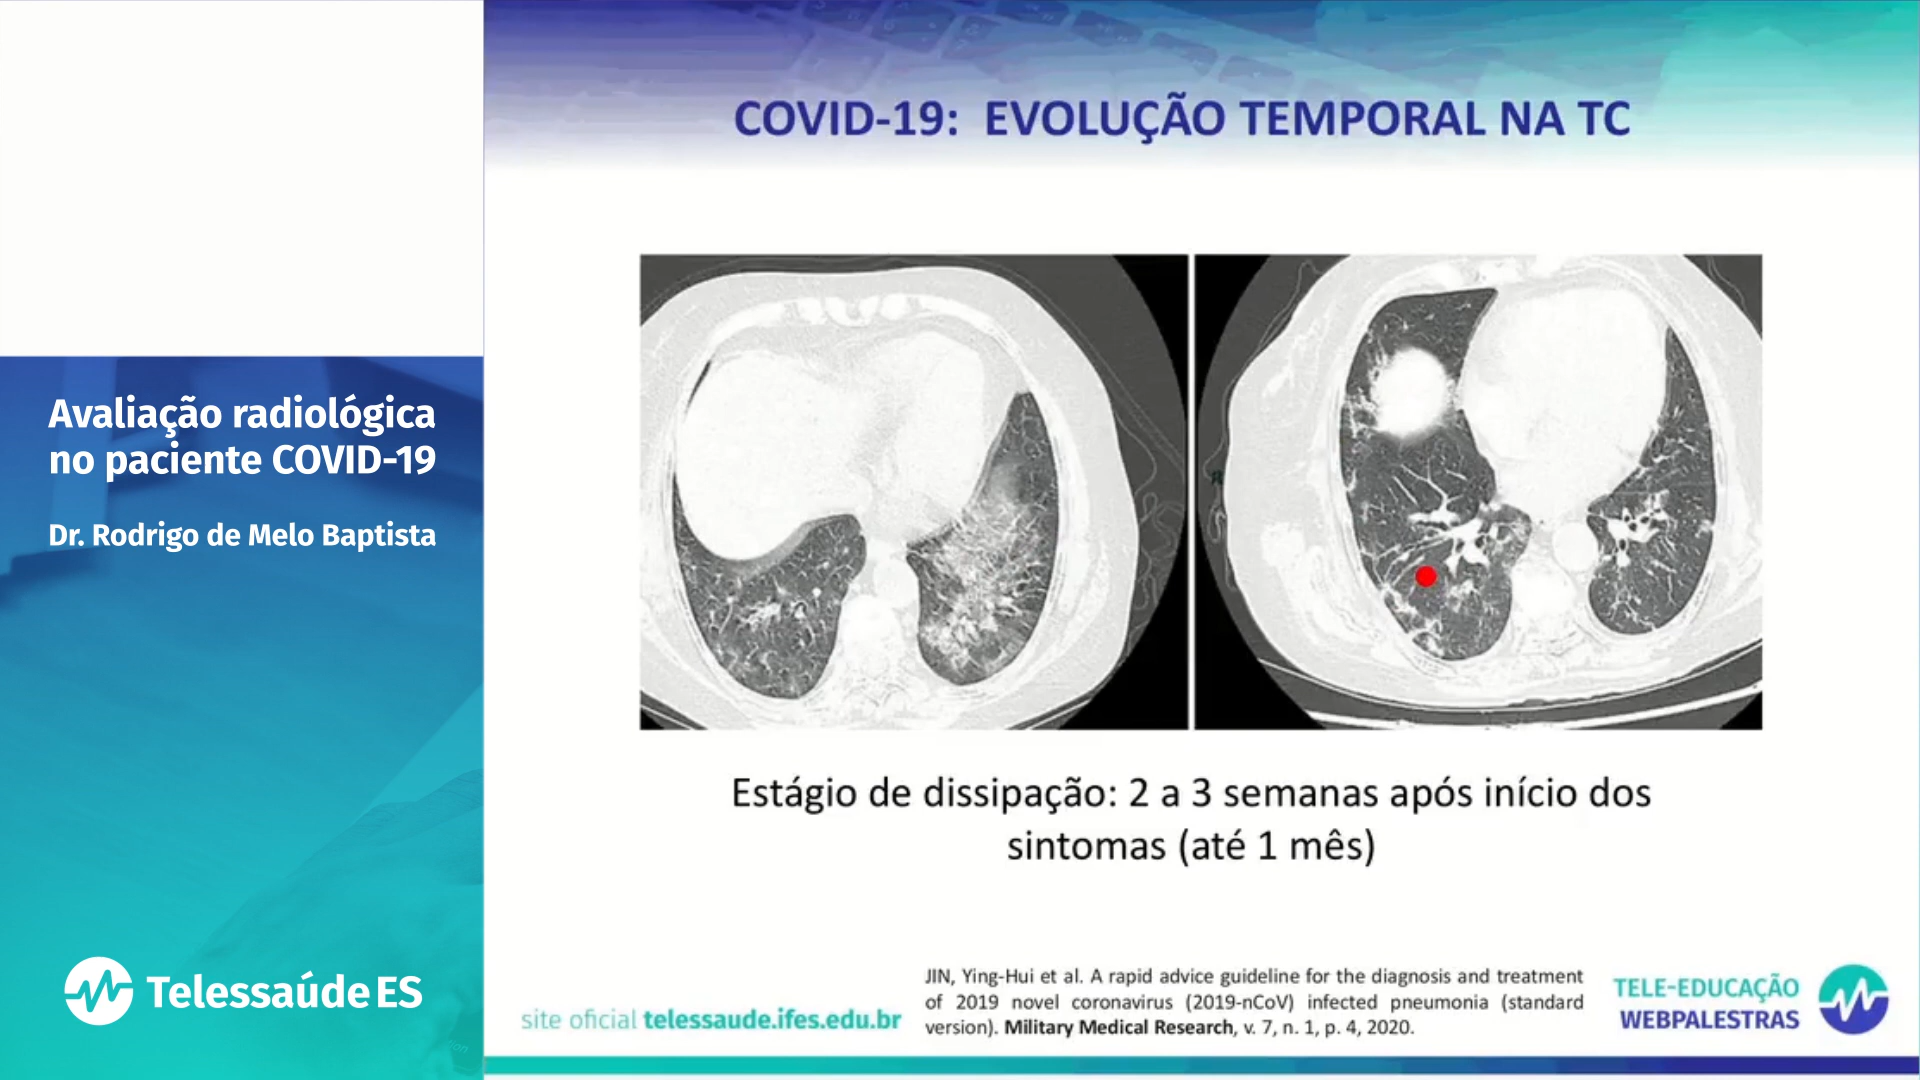 Avaliação radiológica
no paciente COVID-19
Dr. Rodrigo de Melo Baptista
Telessaúde ES
COVID-19: EVOLUÇÃO TEMPORAL NA TC
Estágio de dissipação: 2 a 3 semanas após início dos
sintomas (até 1 mês)
site oficial telessaude.ifes.edu.br
JIN, Ying-Hui et al. A rapid advice guideline for the diagnosis and treatment
of 2019 novel coronavirus (2019-nCoV) infected pneumonia (standard
version). Military Medical Research, v. 7, n. 1, p. 4, 2020.
TELE-EDUCAÇÃO
WEBPALESTRAS